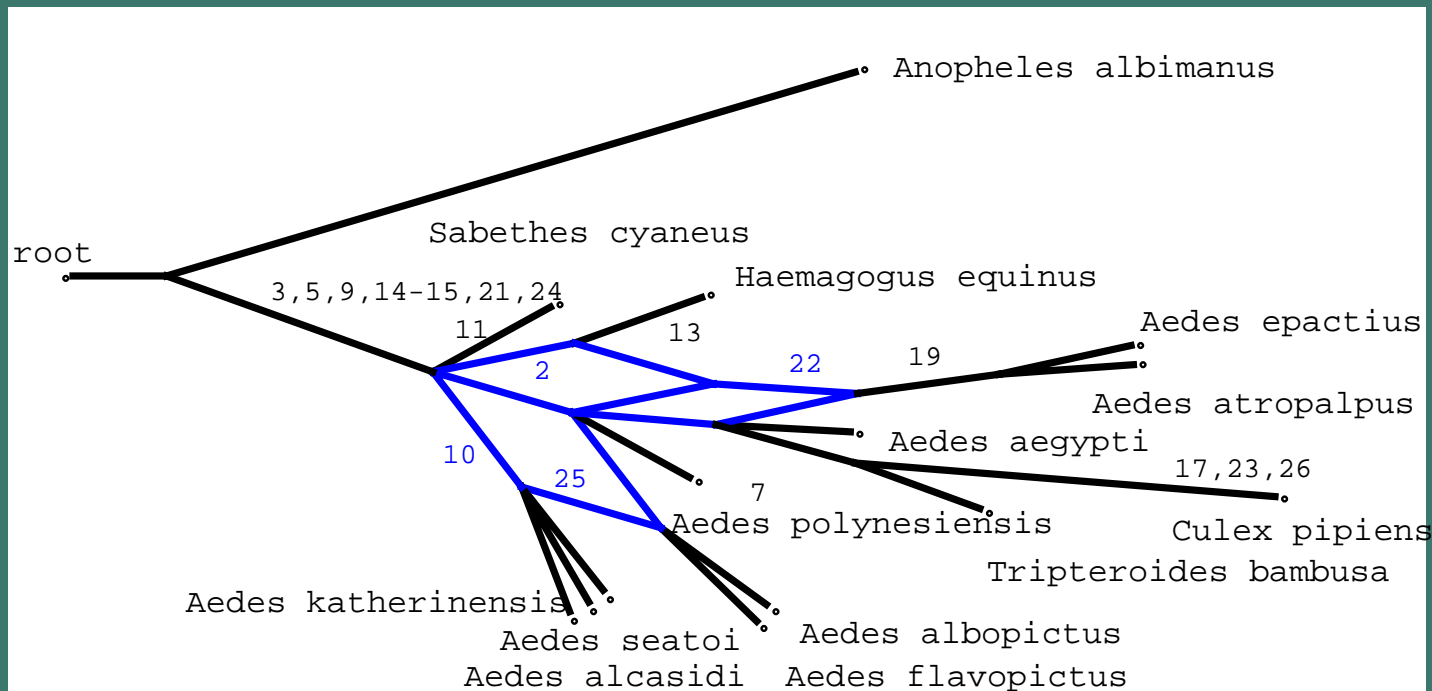 Anopheles albimanus
Sabethes cyaneus
root
Haemagogus equinus
3,5,9,14-15,21,24
11
13
Aedes epactius
2
22
19
Aedes atropalpus
Aedes aegypti
10
25
17,23,26
7
Aedes polynesiensis
Culex pipiens
Tripteroides bambusa
Aedes katherinensis
Aedes seatoi
Aedes albopictus
Aedes alcasidi
Aedes flavopictus